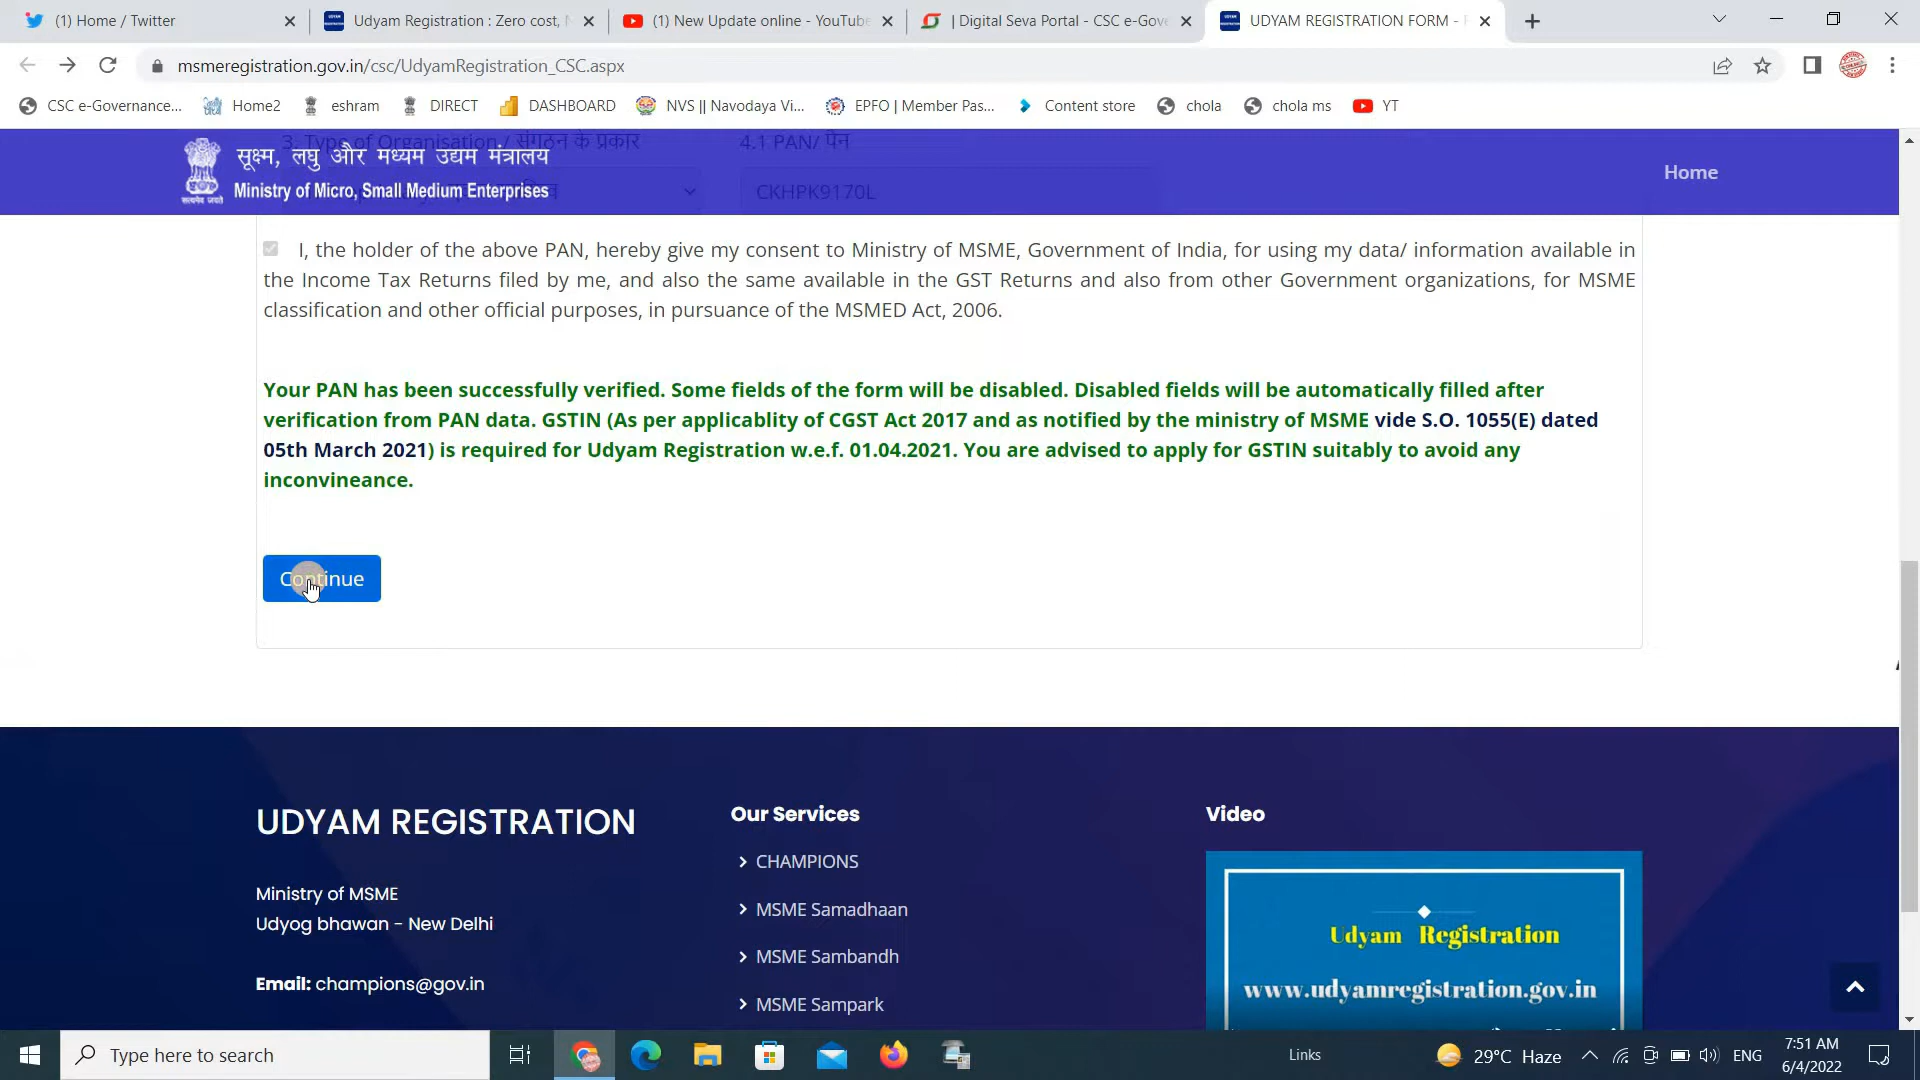 (1) Home / Twitter
Udyam Registration : Zero cost,
(1) New Update online - YouTube
| Digital Seva Portal - CSC e-Gove
UDYAM REGISTRATION FORM -
msmeregistration.gov.in/csc/UdyamRegistration_CSC.aspx
CSC e-Governance...
Home2
eshram
DIRECT
DASHBOARD
NVS || Navodaya Vi...
EPFO | Member Pas...
Content store
chola
chola ms
YT
3. Type of Organisation / संगठन के प्रकार
4.1 PAN/ पेन
सूक्ष्म, लघु और मध्यम उद्यम मंत्रालय
Ministry of Micro, Small Medium Enterprises
सत्यमेव जयते
CKHPK9170L
Home
I, the holder of the above PAN, hereby give my consent to Ministry of MSME, Government of India, for using my data/ information available in
the Income Tax Returns filed by me, and also the same available in the GST Returns and also from other Government organizations, for MSME
classification and other official purposes, in pursuance of the MSMED Act, 2006.
Your PAN has been successfully verified. Some fields of the form will be disabled. Disabled fields will be automatically filled after
verification from PAN data. GSTIN (As per applicablity of CGST Act 2017 and as notified by the ministry of MSME vide S.O. 1055(E) dated
05th March 2021) is required for Udyam Registration w.e.f. 01.04.2021. You are advised to apply for GSTIN suitably to avoid any
inconvineance.
Continue
UDYAM REGISTRATION
Ministry of MSME
Udyog bhawan - New Delhi
Email: champions@gov.in
Our Services
CHAMPIONS
MSME Samadhaan
MSME Sambandh
MSME Sampark
Video
Udyam Registration
www.udyamregistration.gov.in
Type here to search
Links
29°C Haze
ENG
7:51 AM
6/4/2022